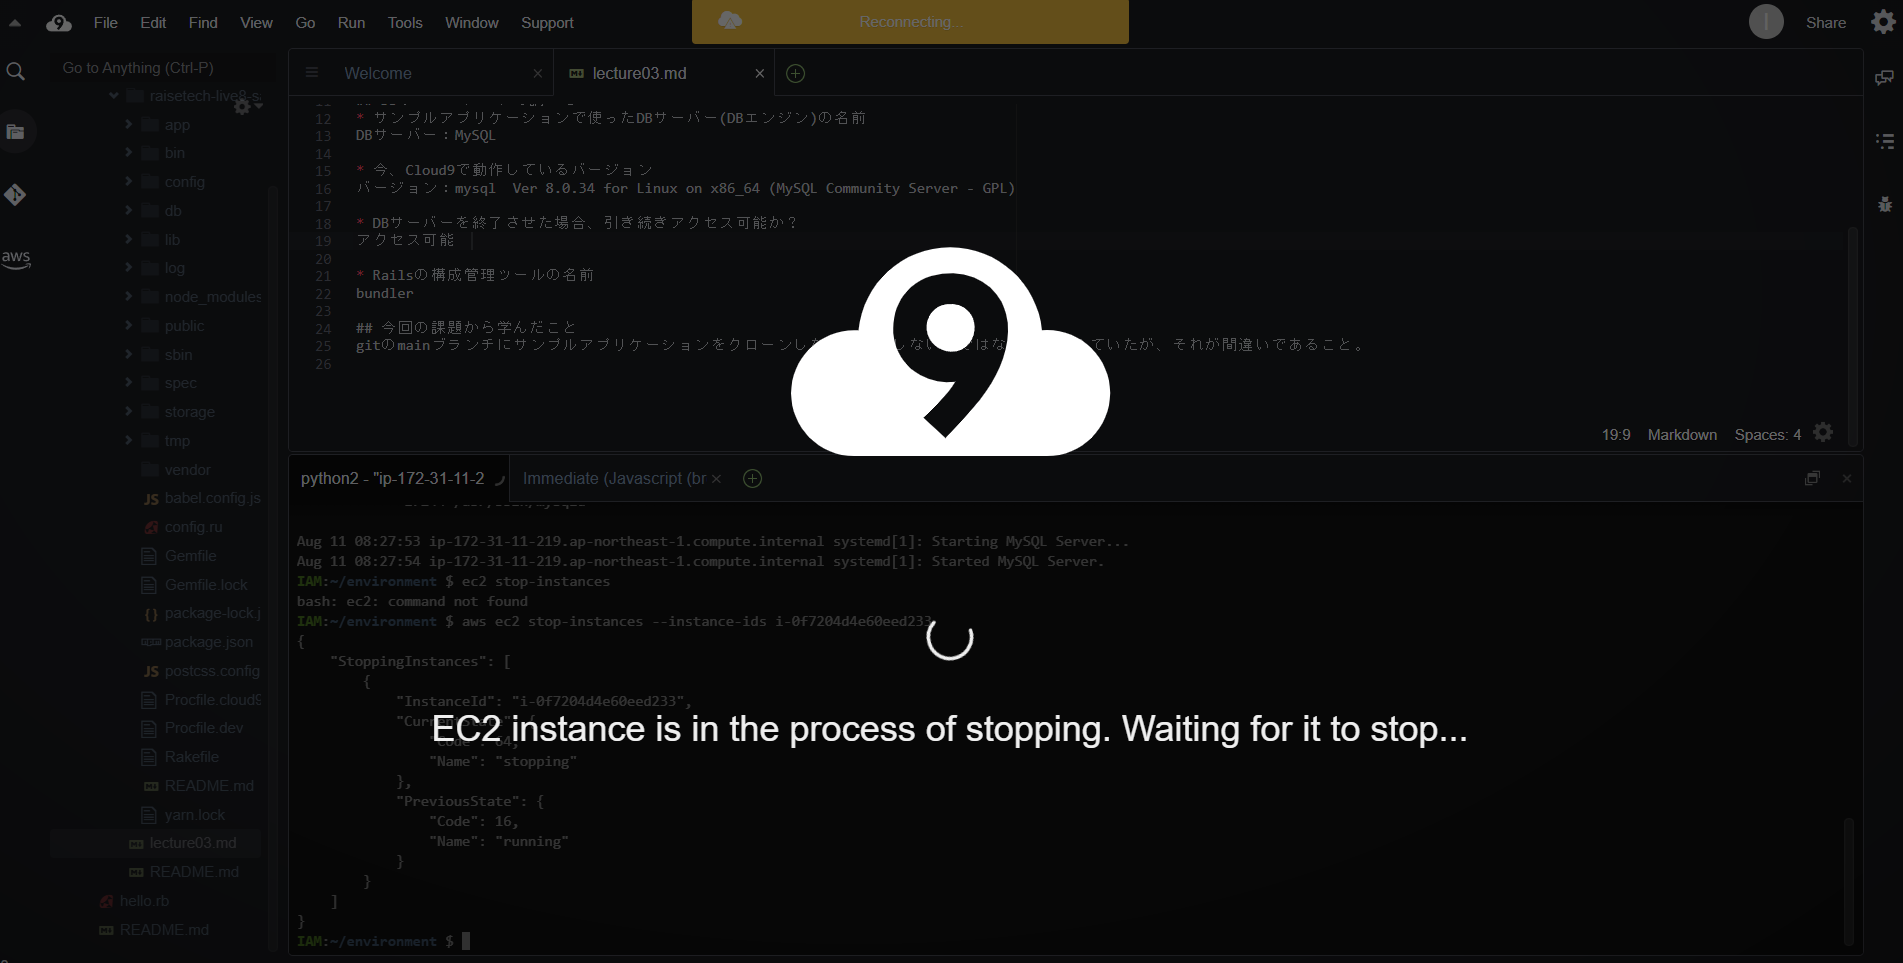 File Edit Find View Go Run Tools Window Support
Reconnecting...
Share
Go to Anything (Ctrl-P)
aws
raisetech-live8-s
app
bin
config
db
lib
log
node_modules
public
sbin
spec
storage
tmp
vendor
babel.config.js
config.ru
Gemfile
Gemfile.lock
package-lock.j
package.json
postcss.config
Procfile.cloud9
Procfile.dev
Rakefile
README.md
yarn.lock
lecture03.md
README.md
hello.rb
README.md
Welcome
lecture03.md
12 * サンプルアプリケーションで使ったDBサーバー(DBエンジン)の名前
13 DBサーバー：MySQL
14
15 * 今、Cloud9で動作しているバージョン
16 バージョン：mysql  Ver 8.0.34 for Linux on x86_64 (MySQL Community Server - GPL)
17
18 * DBサーバーを終了させた場合、引き続きアクセス可能か？
19 アクセス可能
20
21 * Railsの構成管理ツールの名前
22 bundler
23
24 ## 今回の課題から学んだこと
25 gitのmainブランチにサンプルアプリケーションをクローンし ていたが、それが間違いであること。
26
9
19:9 Markdown Spaces: 4
python2 - "ip-172-31-11-2
Immediate (Javascript (br
Aug 11 08:27:53 ip-172-31-11-219.ap-northeast-1.compute.internal systemd[1]: Starting MySQL Server...
Aug 11 08:27:54 ip-172-31-11-219.ap-northeast-1.compute.internal systemd[1]: Started MySQL Server.
IAM:~/environment $ ec2 stop-instances
bash: ec2: command not found
IAM:~/environment $ aws ec2 stop-instances --instance-ids i-0f7204d4e60eed233
{
"StoppingInstances": [
{
"InstanceId": "i-0f7204d4e60eed233",
"CurrentState": {
EC2 instance is in the process of stopping. Waiting for it to stop...
"Code": 64,
"Name": "stopping"
},
"PreviousState": {
"Code": 16,
"Name": "running"
}
}
]
}
IAM:~/environment $